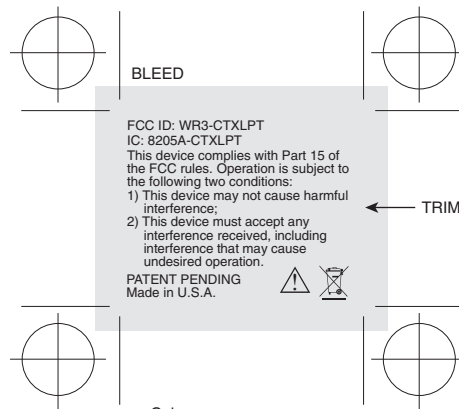 BLEED
FCC ID: WR3-CTXLPT
IC: 8205A-CTXLPT
This device complies with Part 15 of
the FCC rules. Operation is subject to
the following two conditions:
1) This device may not cause harmful
interference;
2) This device must accept any
interference received, including
interference that may cause
undesired operation.
PATENT PENDING
Made in U.S.A.
TRIM